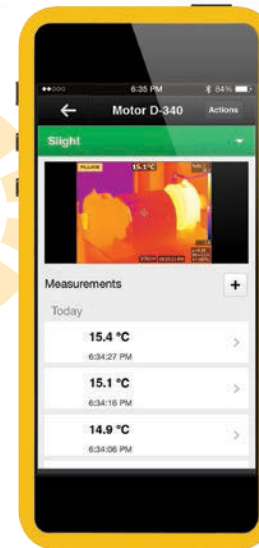 6:35 PM 84%
Motor D-340 Actions
Slight
FLUKE 15.1°C
Measurements +
Today
15.4 °C
6:34:27 PM
15.1 °C
6:34:16 PM
14.9 °C
6:34:06 PM